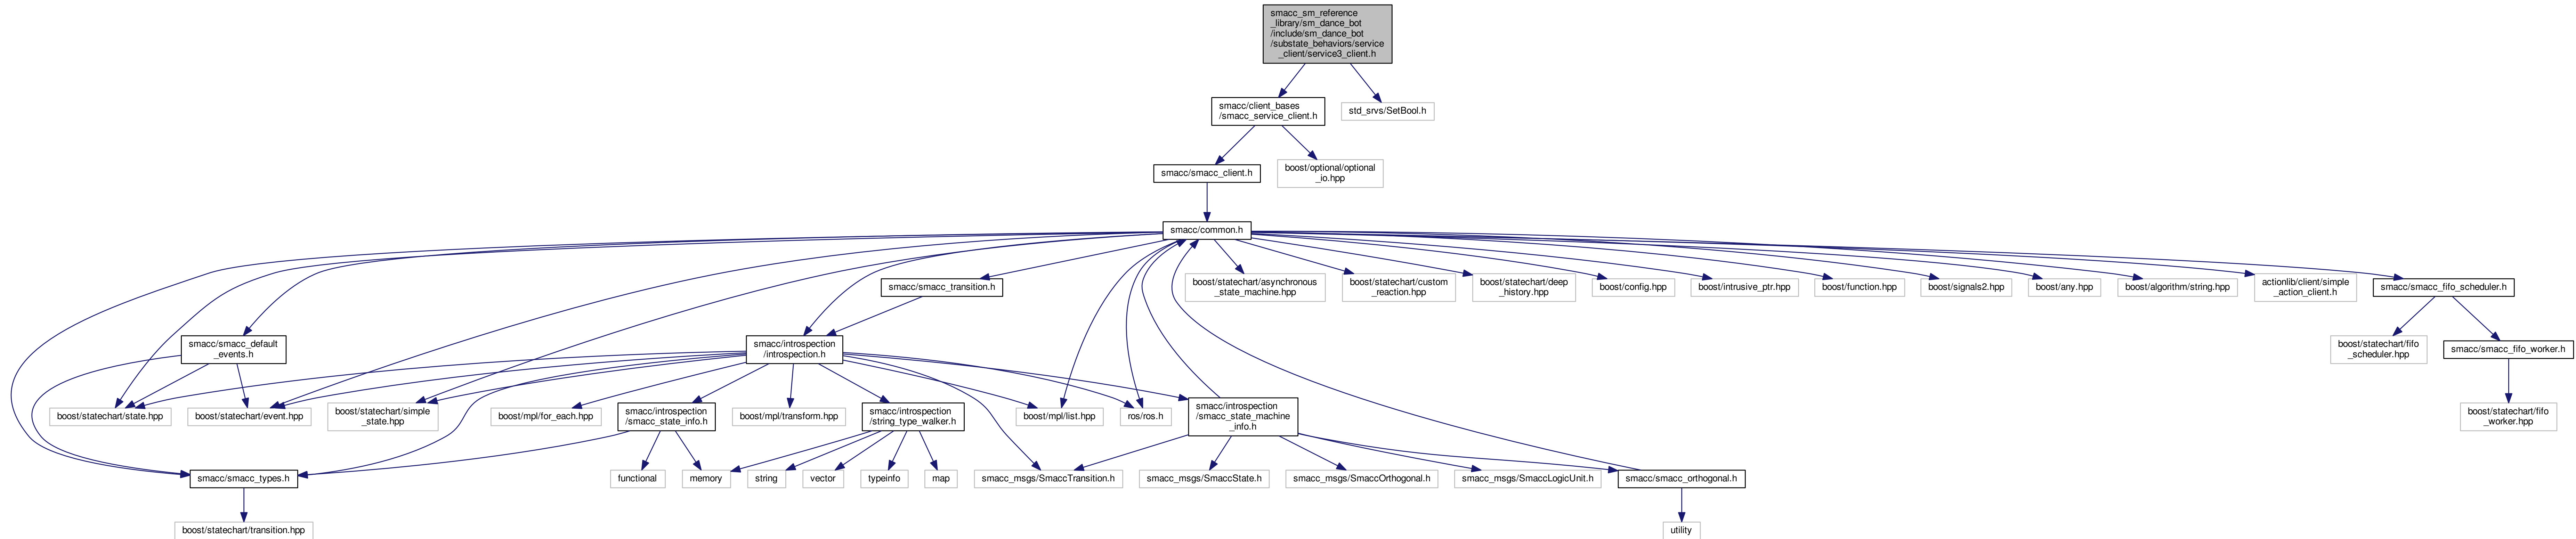 smacc_sm_reference
_library/sm_dance_bot
/include/sm_dance_bot
/substate_behaviors/service
_client/service3_client.h
smacc/client_bases
/smacc_service_client.h
std_srvs/SetBool.h
smacc/smacc_client.h
boost/optional/optional
_io.hpp
smacc/common.h
smacc/smacc_transition.h
boost/statechart/asynchronous
_state_machine.hpp
boost/statechart/custom
_reaction.hpp
boost/statechart/deep
_history.hpp
boost/config.hpp
boost/intrusive_ptr.hpp
boost/function.hpp
boost/signals2.hpp
boost/any.hpp
boost/algorithm/string.hpp
actionlib/client/simple
_action_client.h
smacc/smacc_fifo_scheduler.h
smacc/smacc_default
_events.h
smacc/introspection
/introspection.h
boost/statechart/fifo
_scheduler.hpp
smacc/smacc_fifo_worker.h
boost/statechart/state.hpp
boost/statechart/event.hpp
boost/statechart/simple
_state.hpp
boost/mpl/for_each.hpp
smacc/introspection
/smacc_state_info.h
boost/mpl/transform.hpp
smacc/introspection
/string_type_walker.h
boost/mpl/list.hpp
ros/ros.h
smacc/introspection
/smacc_state_machine
_info.h
boost/statechart/fifo
_worker.hpp
smacc/smacc_types.h
functional
memory
string
vector
typeinfo
map
smacc_msgs/SmaccTransition.h
smacc_msgs/SmaccState.h
smacc_msgs/SmaccOrthogonal.h
smacc_msgs/SmaccLogicUnit.h
smacc/smacc_orthogonal.h
boost/statechart/transition.hpp
utility